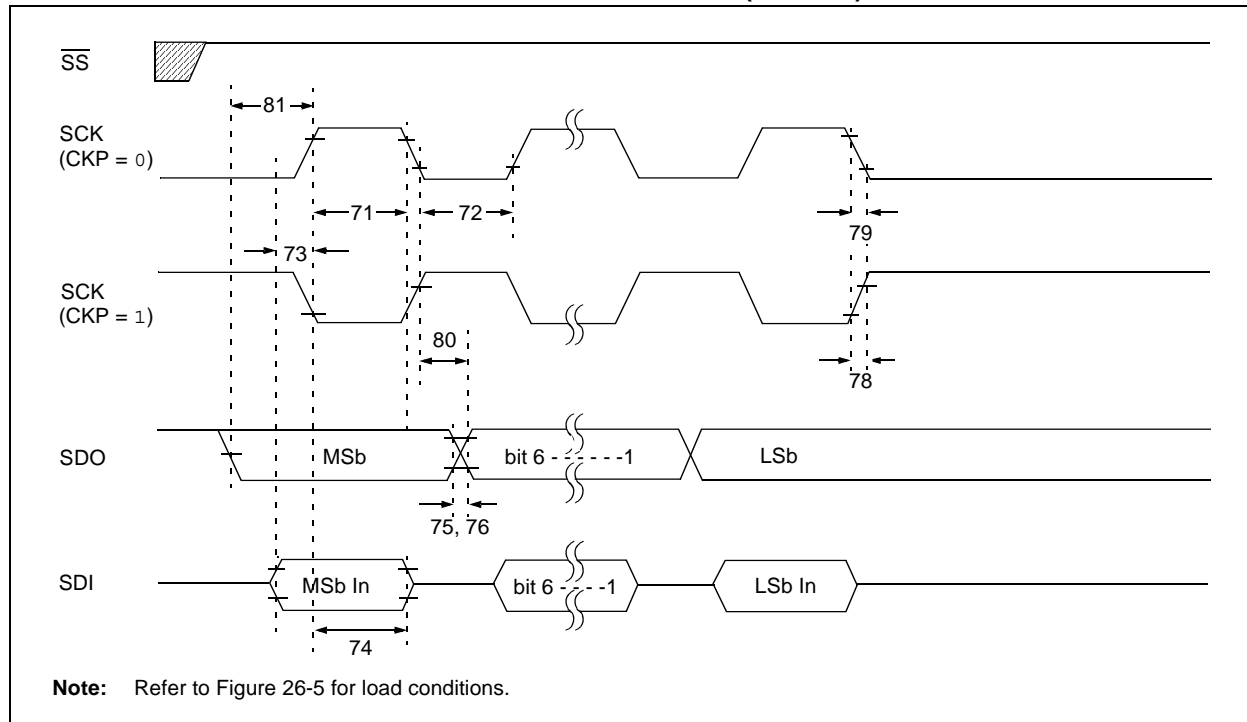 SS
81
SCK
(CKP = 0)
71
72
79
73
SCK
(CKP = 1)
80
78
SDO
MSb
bit 6 - - - - - -1
LSb
75, 76
SDI
MSb In
bit 6 - - - -1
LSb In
74
Note: Refer to Figure 26-5 for load conditions.